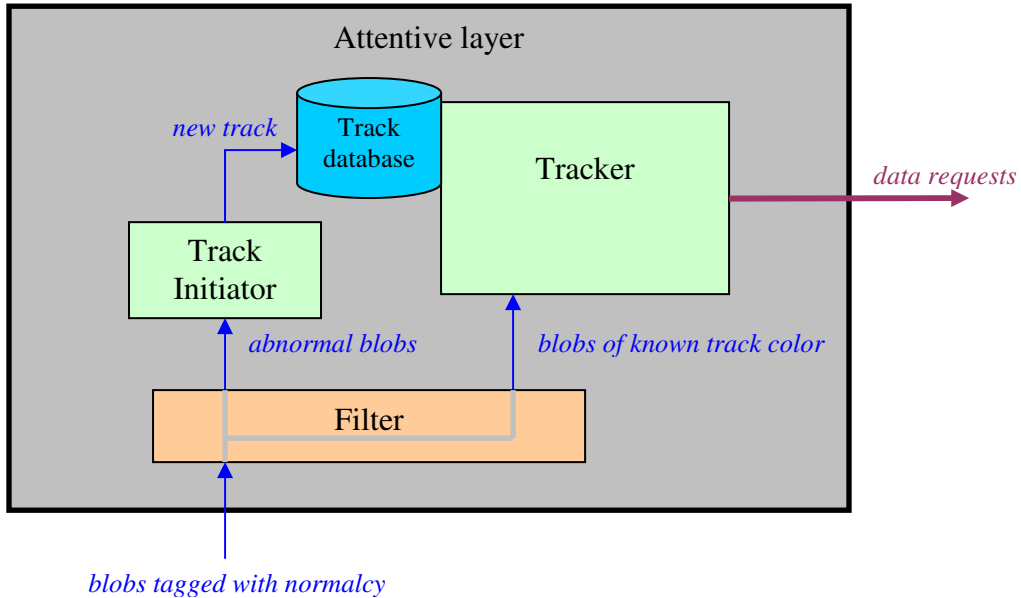 Attentive layer
new track
Track
database
Tracker
data requests
Track
Initiator
abnormal blobs
blobs of known track color
Filter
blobs tagged with normalcy